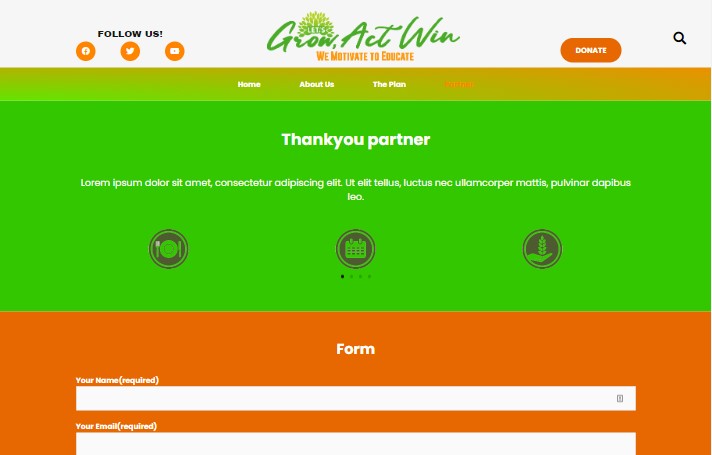 FOLLOW US!
LET'S
Grow, Act Win
WE MOTIVATE TO EDUCATE
DONATE
Home
About Us
The Plan
Thankyou partner
Lorem ipsum dolor sit amet, consectetur adipiscing elit. Ut elit tellus, luctus nec ullamcorper mattis, pulvinar dapibus
leo.
Form
Your Name(required)
Your Email(required)